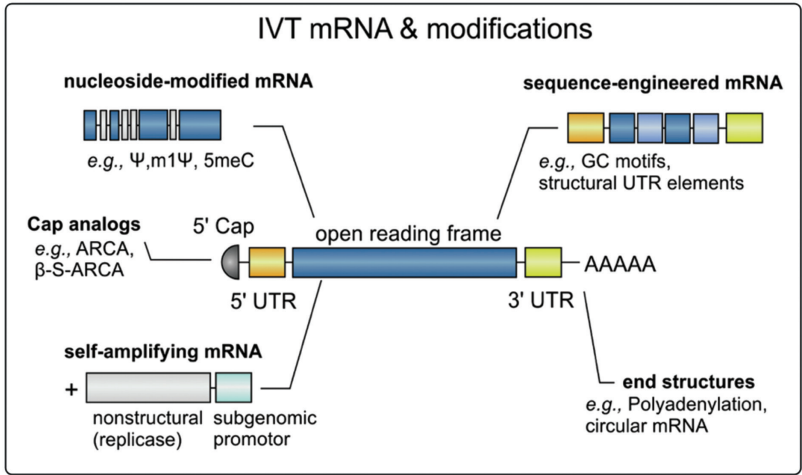 IVT mRNA & modifications
nucleoside-modified mRNA
e.g., Ψ,m1Ψ, 5meC
sequence-engineered mRNA
e.g., GC motifs,
structural UTR elements
Cap analogs
e.g., ARCA,
β-S-ARCA
5' Cap
open reading frame
AAAAA
5' UTR
3' UTR
self-amplifying mRNA
+
nonstructural
(replicase)
subgenomic
promotor
end structures
e.g., Polyadenylation,
circular mRNA